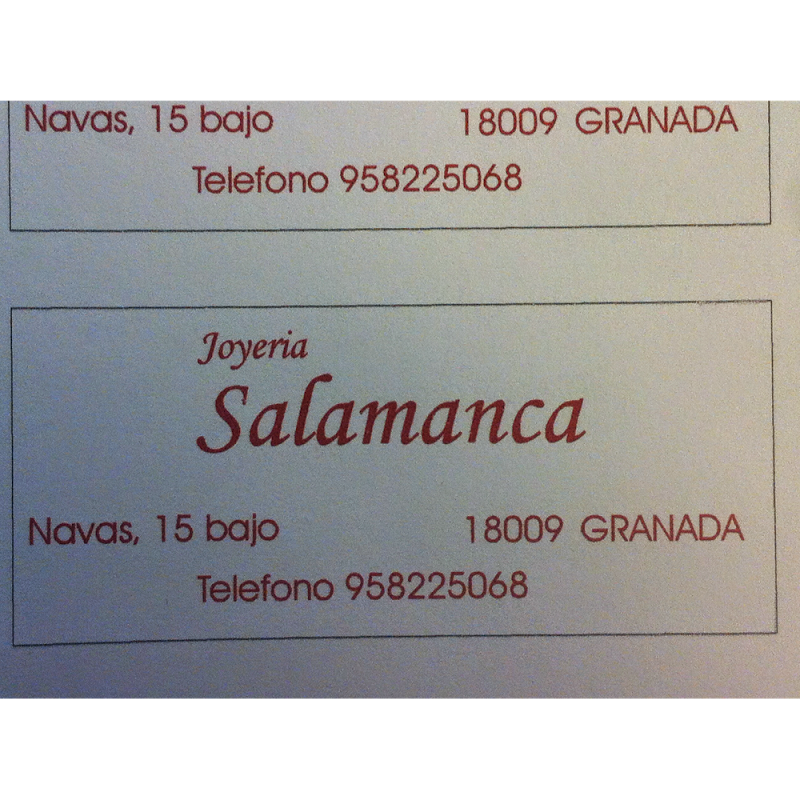 Navas, 15 bajo 18009 GRANADA
Telefono 958225068
Joyeria
Salamanca
Navas, 15 bajo 18009 GRANADA
Telefono 958225068